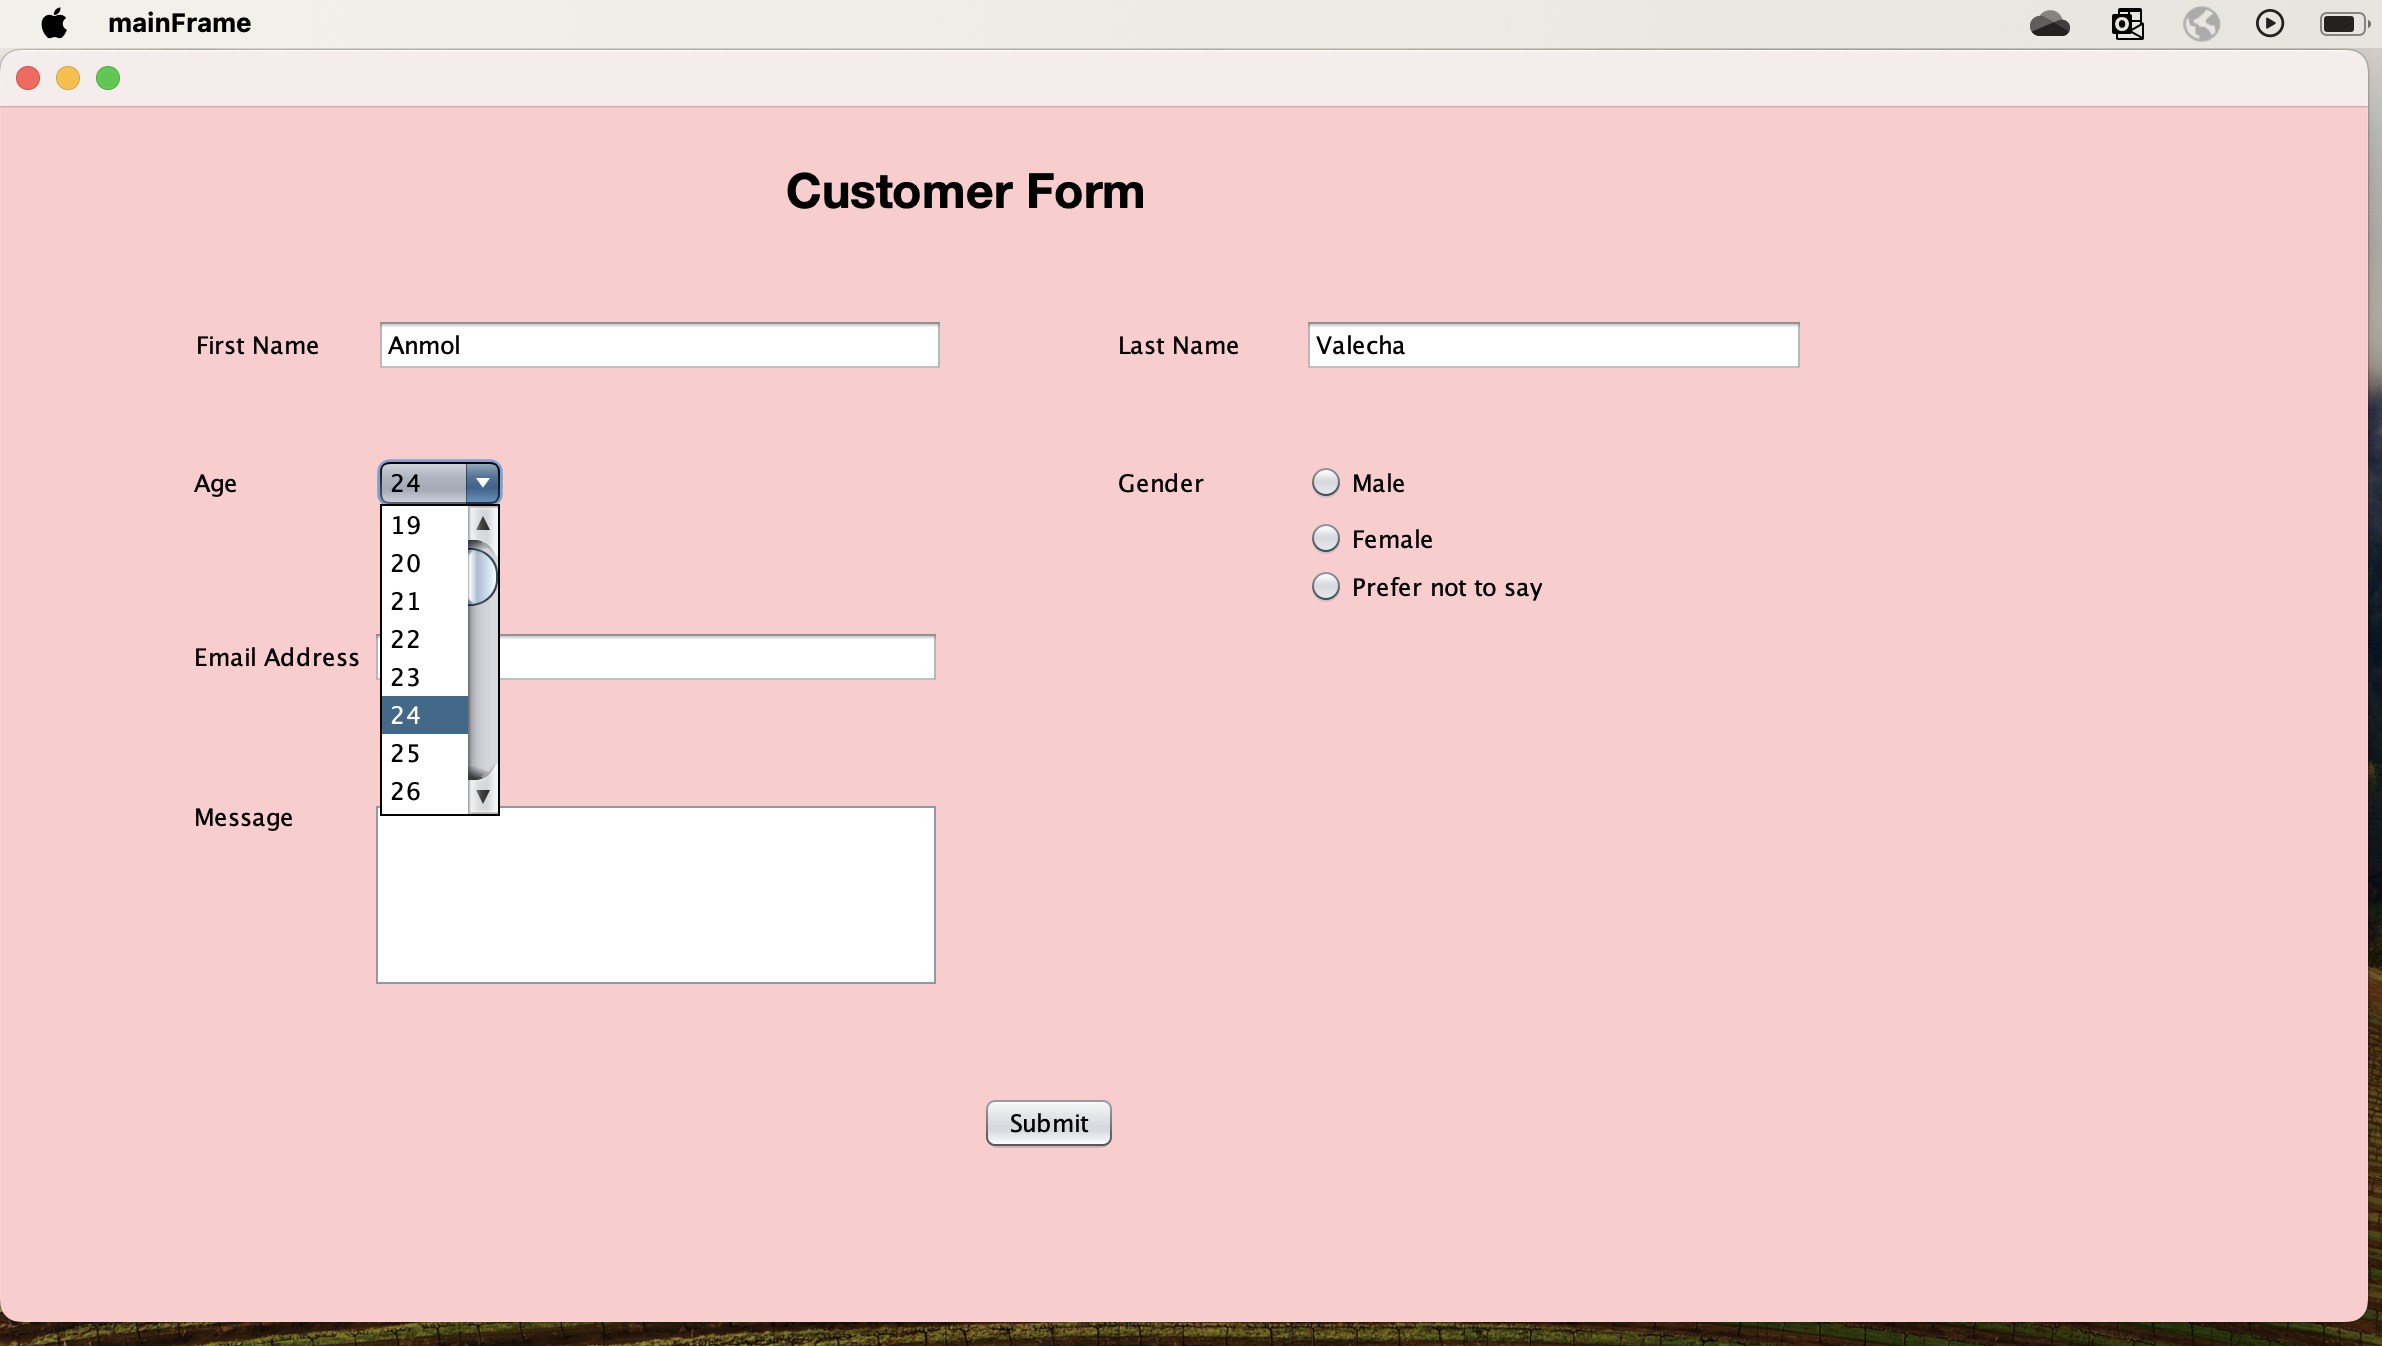 mainFrame
Customer Form
First Name Anmol Last Name Valecha
Age 24 Gender Male
19
20 Female
21 Prefer not to say
22
Email Address 23
24
25
26
Message
Submit